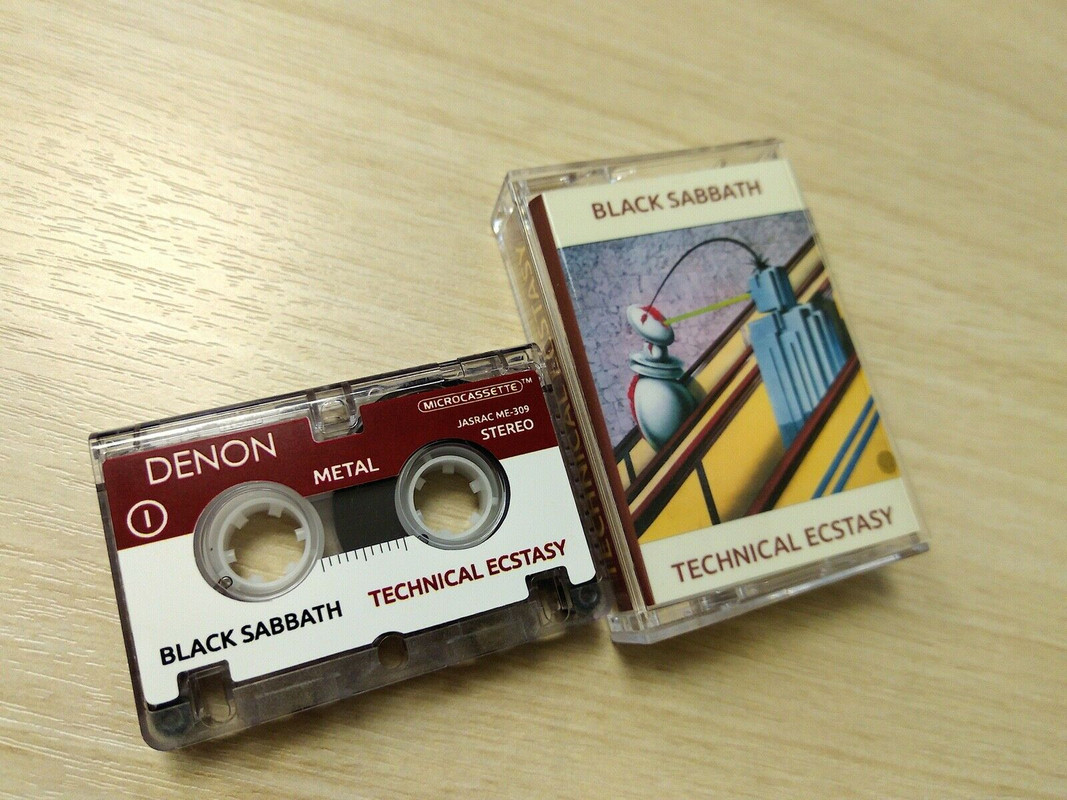 DENON
METAL
MICROCASSETTE™
JASRAC ME-309
STEREO
I
BLACK SABBATH
TECHNICAL ECSTASY
BLACK SABBATH
TECHNICAL ECSTASY
TECHNICAL ECSTASY